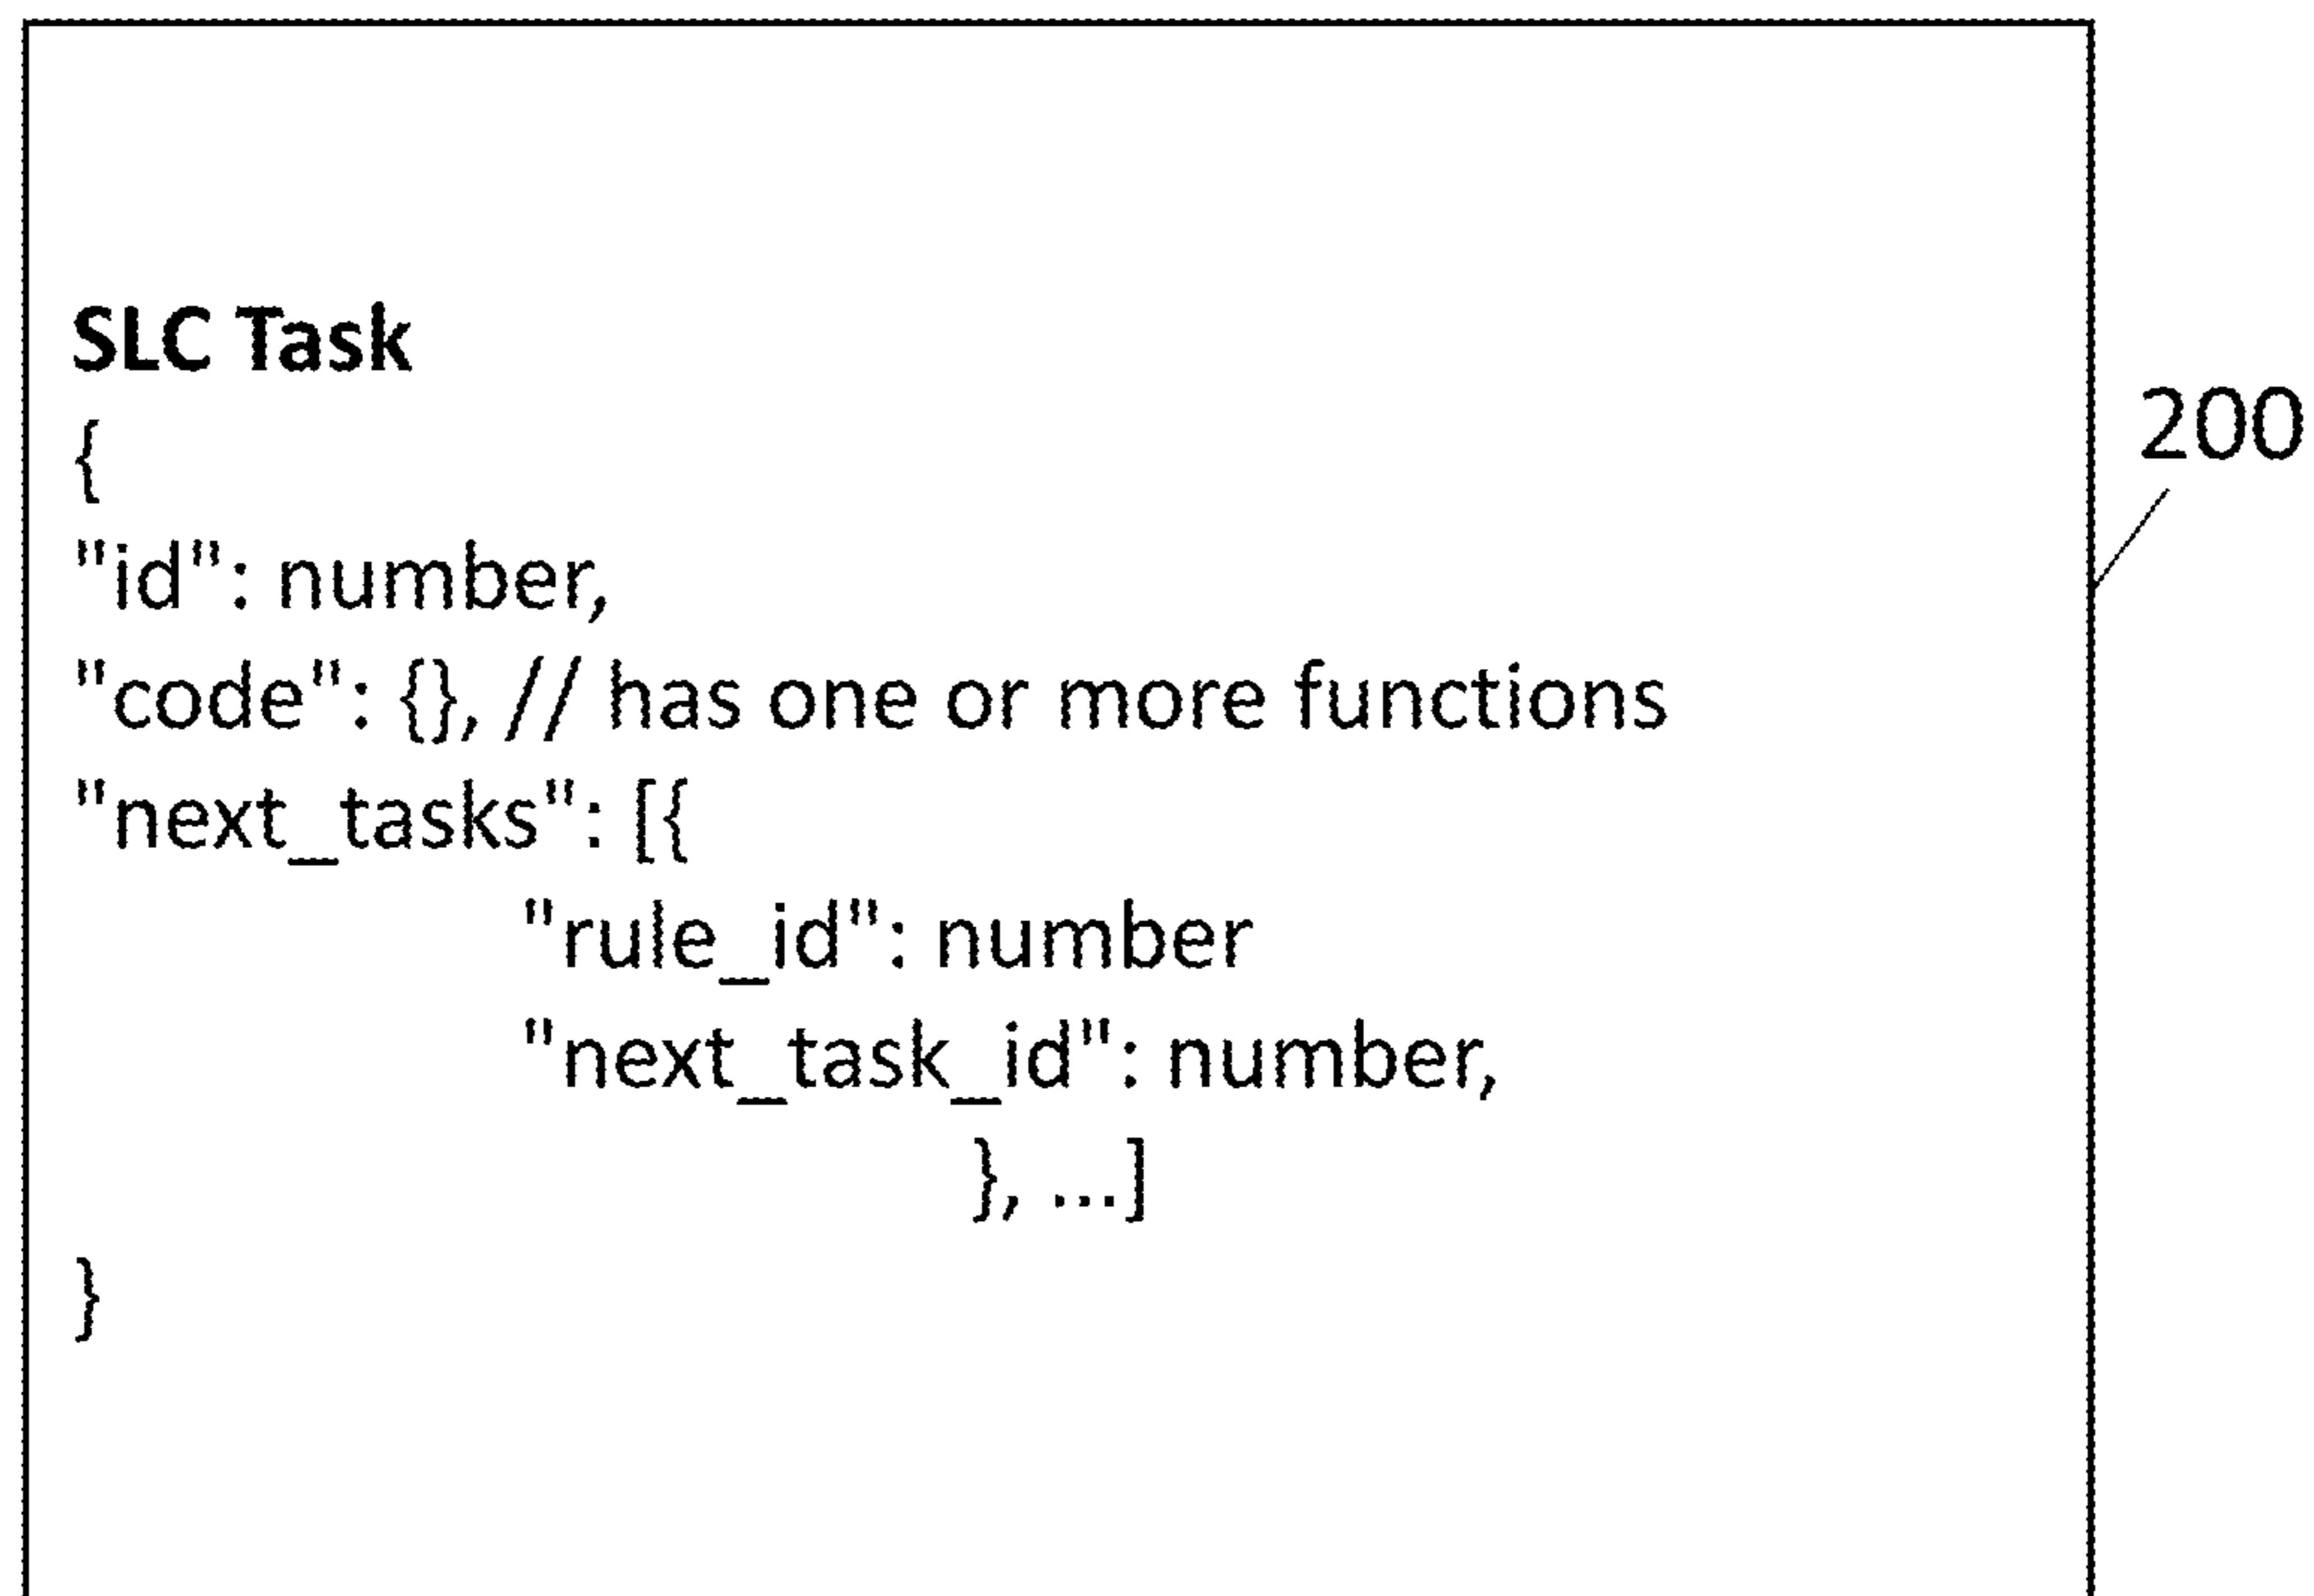 SLC Task
{
"id": number,
"code": {}, // has one or more functions
"next_tasks": [{
"rule_id": number
"next_task_id": number,
}, ...]
}
200